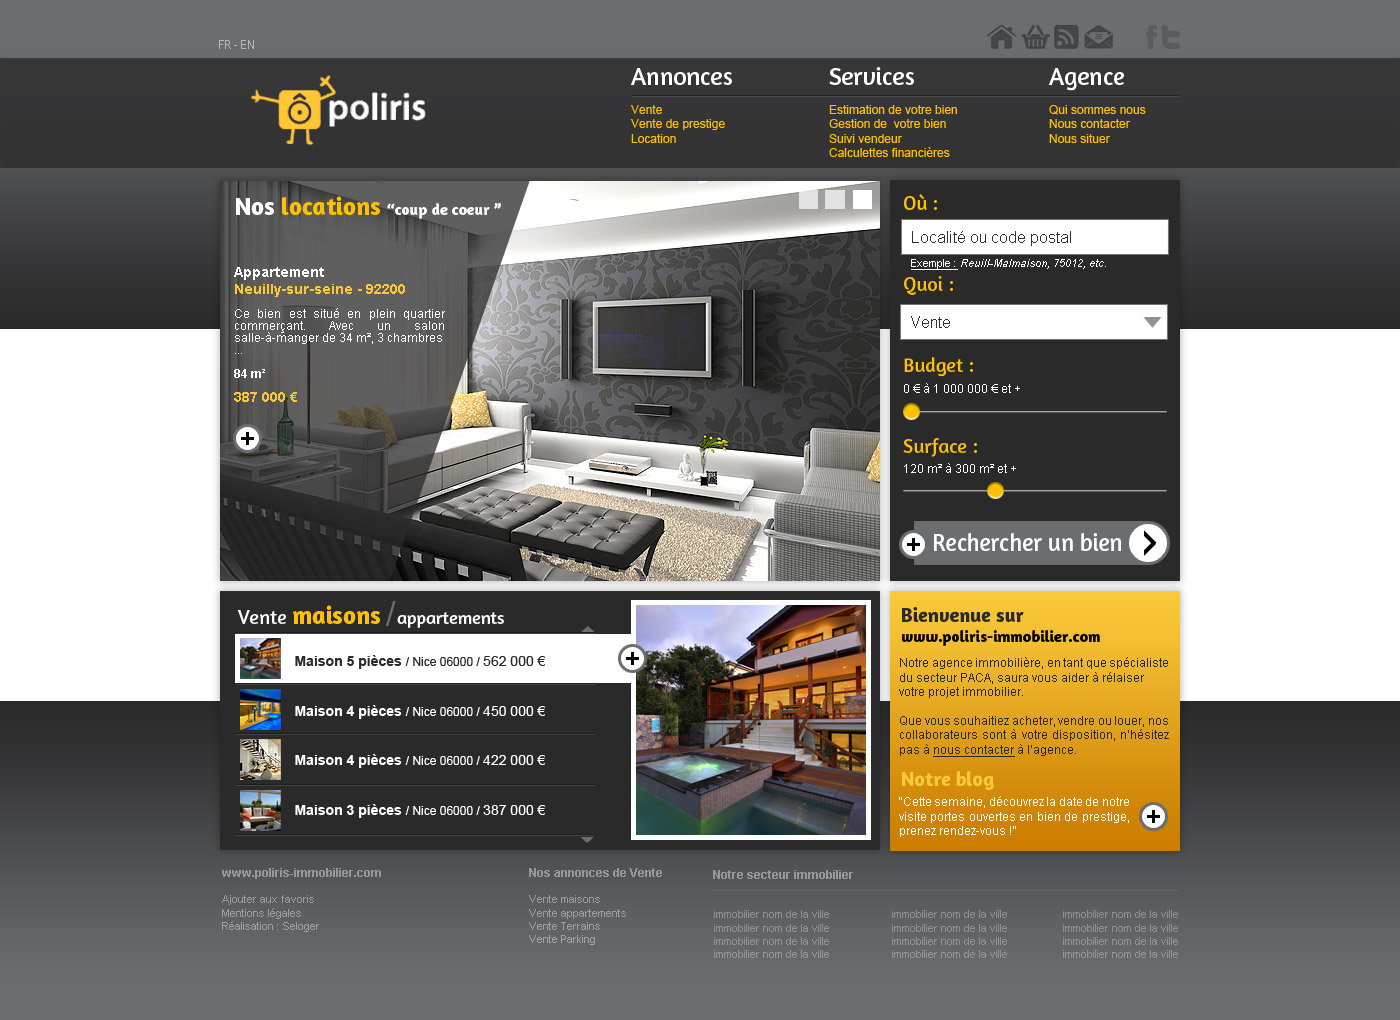 FR - EN
poliris
Annonces
Vente
Vente de prestige
Location
Services
Estimation de votre bien
Gestion de  votre bien
Suivi vendeur
Calculettes financières
Agence
Qui sommes nous
Nous contacter
Nous situer
Nos locations “coup de coeur ”
Appartement
Neuilly-sur-seine - 92200
Ce bien est situé en plein quartier
commerçant. Avec un salon
salle-à-manger de 34 m², 3 chambres
...
84 m²
387 000 €
Où :
Localité ou code postal
Exemple : Reuill-Malmaison, 75012, etc.
Quoi :
Vente
Budget :
0 € à 1 000 000 € et +
Surface :
120 m² à 300 m² et +
Rechercher un bien
Vente maisons / appartements
Maison 5 pièces / Nice 06000 / 562 000 €
Maison 4 pièces / Nice 06000 / 450 000 €
Maison 4 pièces / Nice 06000 / 422 000 €
Maison 3 pièces / Nice 06000 / 387 000 €
Bienvenue sur
www.poliris-immobilier.com
Notre agence immobilière, en tant que spécialiste
du secteur PACA, saura vous aider à rélaiser
votre projet immobilier.
Que vous souhaitiez acheter, vendre ou louer, nos
collaborateurs sont à votre disposition, n'hésitez
pas à nous contacter à l'agence.
Notre blog
"Cette semaine, découvrez la date de notre
visite portes ouvertes en bien de prestige,
prenez rendez-vous !"
www.poliris-immobilier.com
Ajouter aux favoris
Mentions légales
Réalisation : Seloger
Nos annonces de Vente
Vente maisons
Vente appartements
Vente Terrains
Vente Parking
Notre secteur immobilier
immobilier nom de la ville
immobilier nom de la ville
immobilier nom de la ville
immobilier nom de la ville
immobilier nom de la ville
immobilier nom de la ville
immobilier nom de la ville
immobilier nom de la ville
immobilier nom de la ville
immobilier nom de la ville
immobilier nom de la ville
immobilier nom de la ville